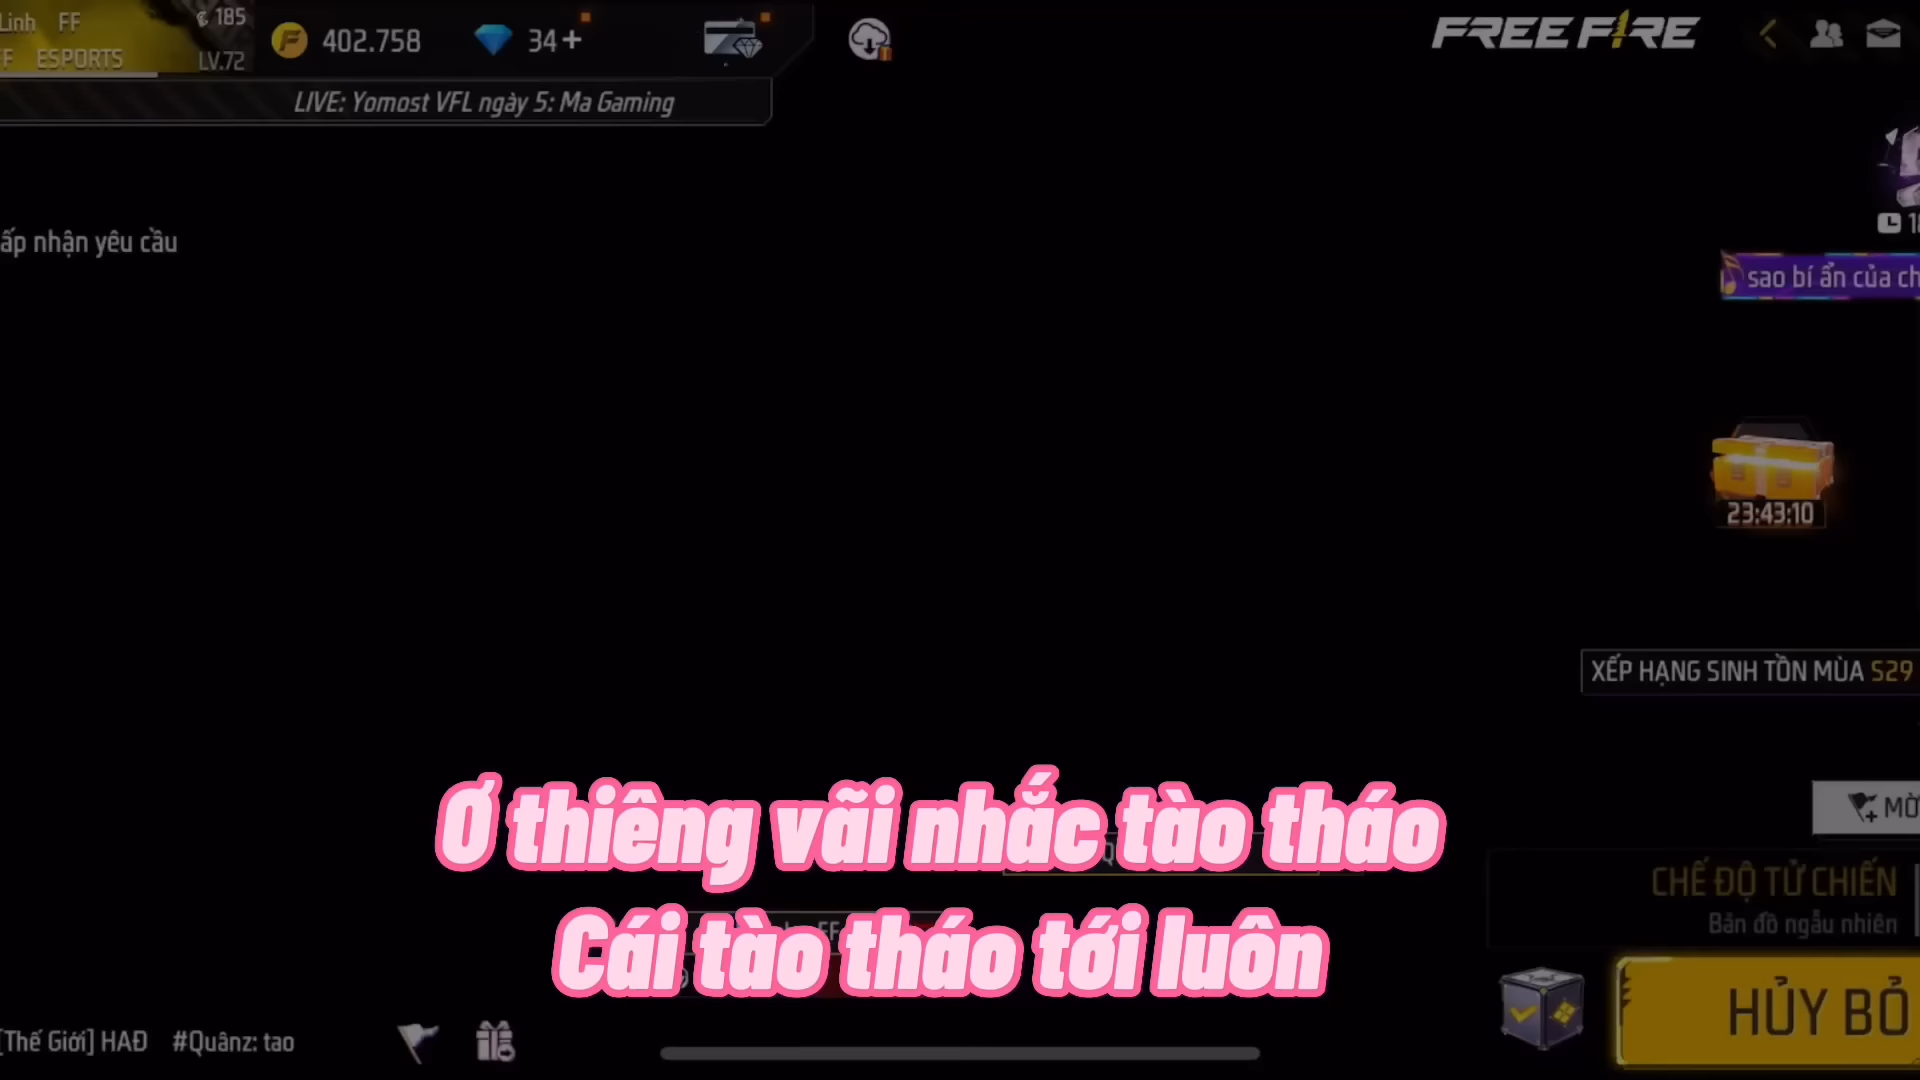 Linh FF
185
FF ESPORTS
LV.72
402.758
34+
FREE FIRE
LIVE: Yomost VFL ngày 5: Ma Gaming
nhận yêu cầu
sao bí ẩn của
23:43:10
XẾP HẠNG SINH TỒN MÙA S29
Ơ thiêng vãi nhắc tào tháo
Cái tào tháo tới luôn
CHẾ ĐỘ TỬ CHIẾN
Bản đồ ngẫu nhiên
HỦY BỎ
[Thế Giới] HAĐ #Quânz: tao